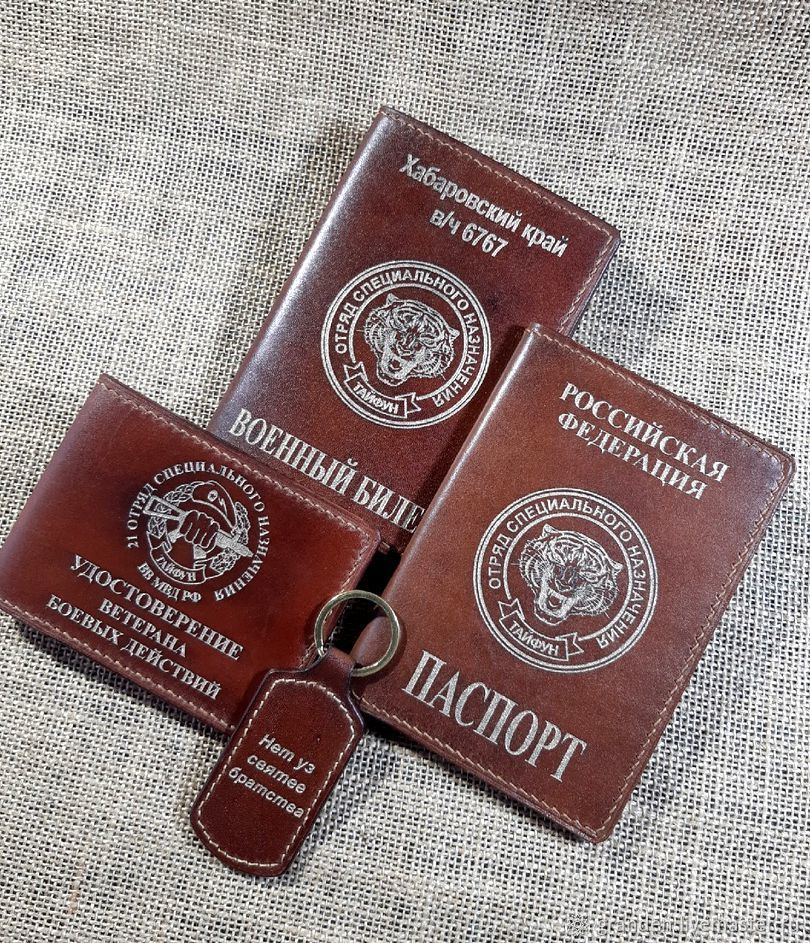 Хабаровский край
в/ч 6767
ОТРЯД СПЕЦИАЛЬНОГО НАЗНАЧЕНИЯ
ТАЙФУН
ВОЕННЫЙ БИЛЕ
РОССИЙСКАЯ
ФЕДЕРАЦИЯ
ОТРЯД СПЕЦИАЛЬНОГО НАЗНАЧЕНИЯ
ТАЙФУН
ПАСПОРТ
21 ОТРЯД СПЕЦИАЛЬНОГО НАЗНАЧЕНИЯ
ТАЙФУН
ВВ МВД РФ
УДОСТОВЕРЕНИЕ
ВЕТЕРАНА
БОЕВЫХ ДЕЙСТВИЙ
Нет уз
святее
братства